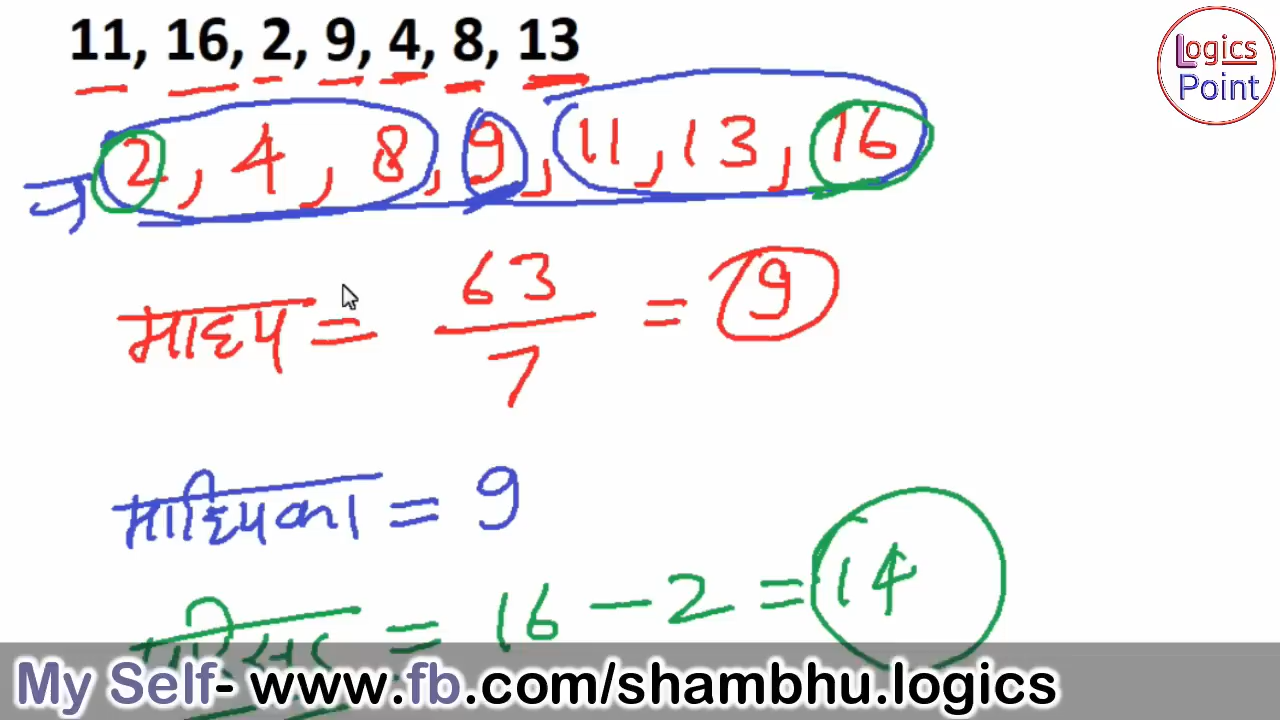 11, 16, 2, 9, 4, 8, 13
Logics
Point
2, 4, 8, 9, 11, 13, 16
माध्य = 63/7 = 9
माध्यिका = 9
= 16 - 2 = 14
My Self- www.fb.com/shambhu.logics